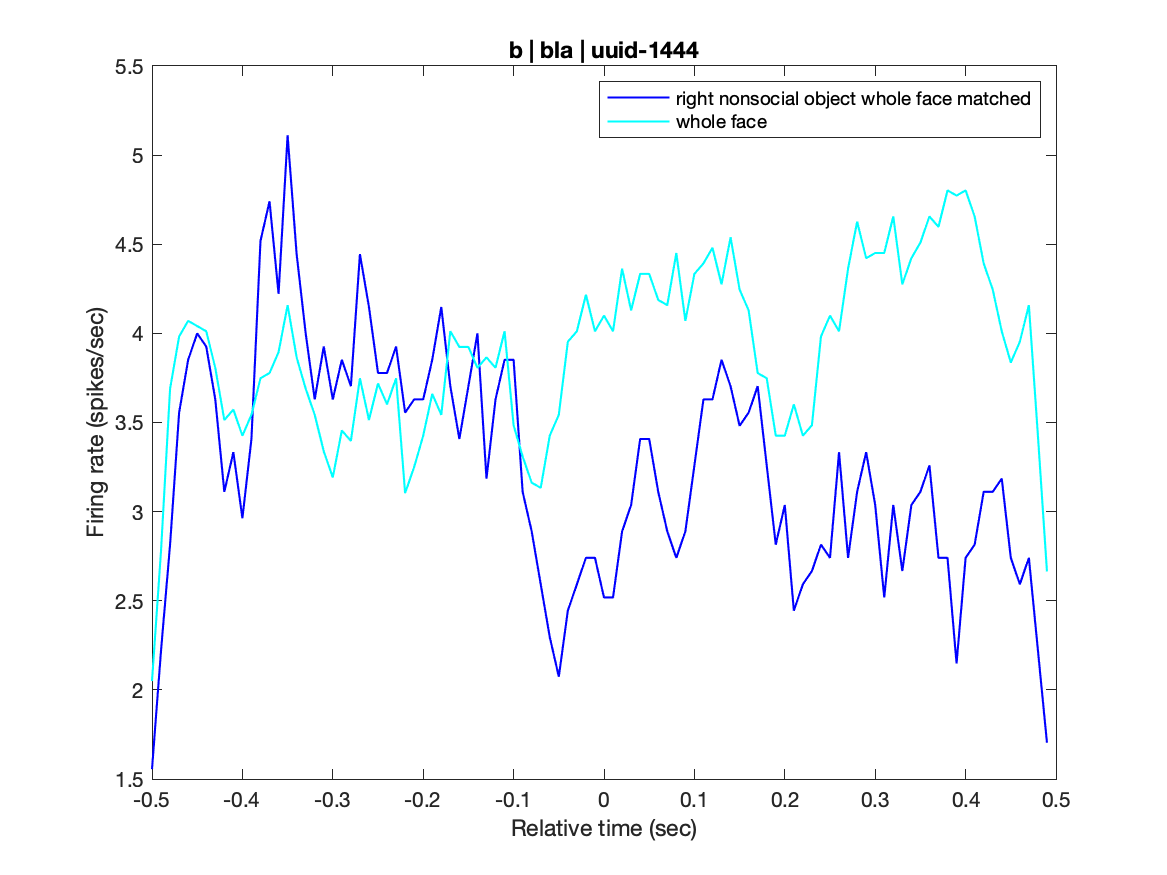 b | bla | uuid-1444
right nonsocial object whole face matched
whole face
5.5
5
4.5
4
3.5
3
2.5
2
1.5
Firing rate (spikes/sec)
-0.5 -0.4 -0.3 -0.2 -0.1 0 0.1 0.2 0.3 0.4 0.5
Relative time (sec)